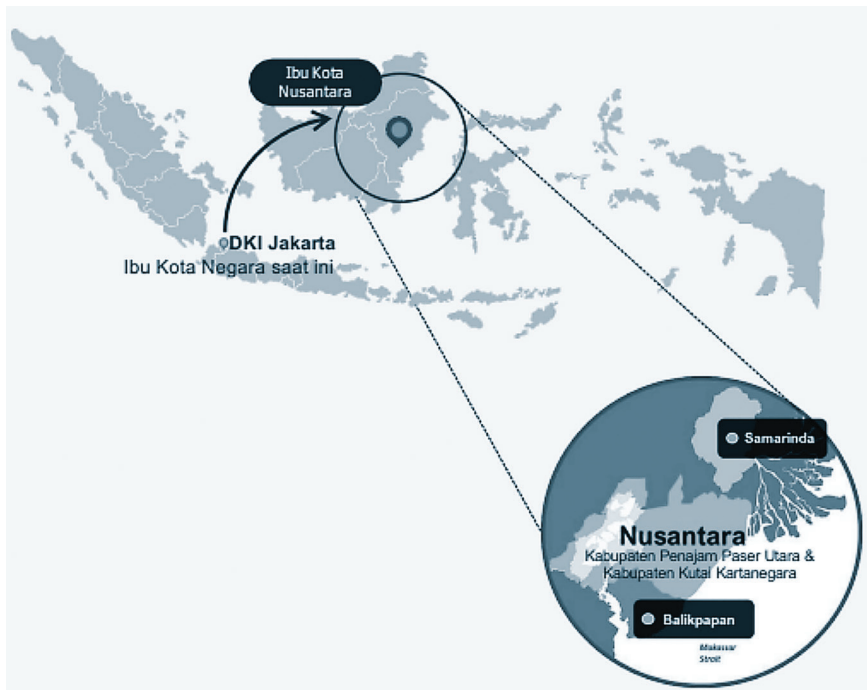 Ibu Kota
Nusantara
DKI Jakarta
Ibu Kota Negara saat ini
Samarinda
Nusantara
Kabupaten Penajam Paser Utara &
Kabupaten Kutai Kartanegara
Balikpapan
Makassar
Strait